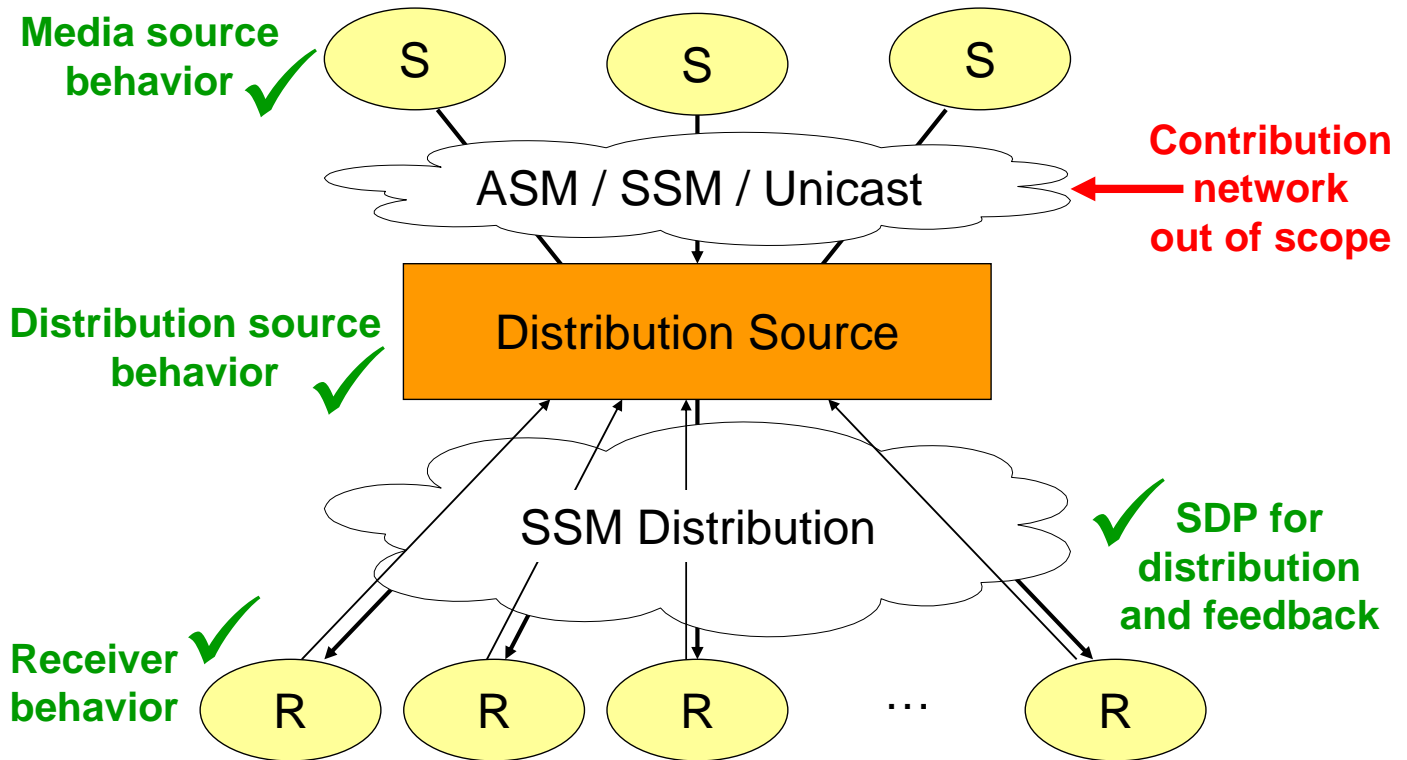 Media source
behavior
S
S
S
ASM / SSM / Unicast
Contribution
network
out of scope
Distribution source
behavior
Distribution Source
SSM Distribution
SDP for
distribution
and feedback
Receiver
behavior
R
R
R
...
R